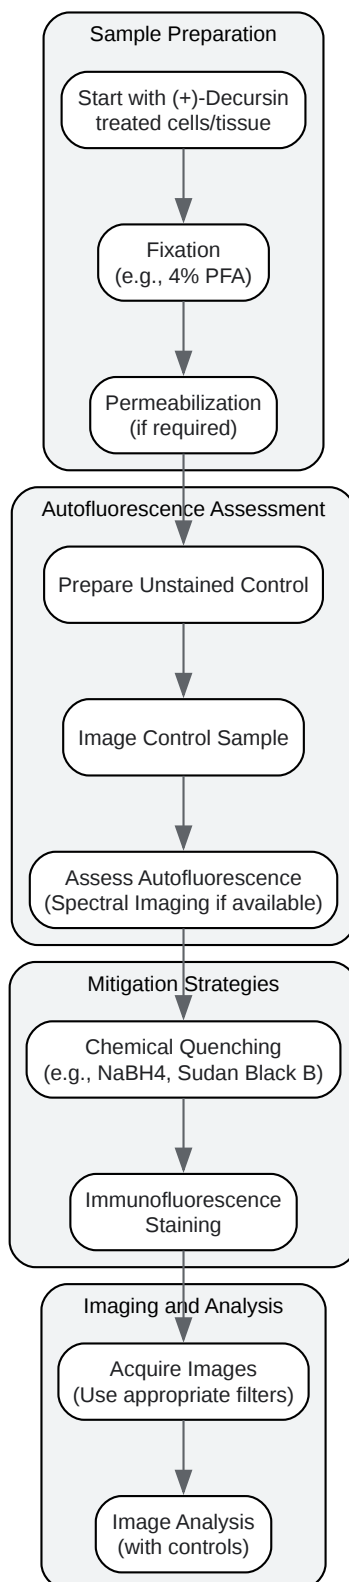 Sample Preparation
Start with (+)-Decursin
treated cells/tissue
Fixation
(e.g., 4% PFA)
Permeabilization
(if required)
Autofluorescence Assessment
Prepare Unstained Control
Image Control Sample
Assess Autofluorescence
(Spectral Imaging if available)
Mitigation Strategies
Chemical Quenching
(e.g., NaBH4, Sudan Black B)
Immunofluorescence
Staining
Imaging and Analysis
Acquire Images
(Use appropriate filters)
Image Analysis
(with controls)